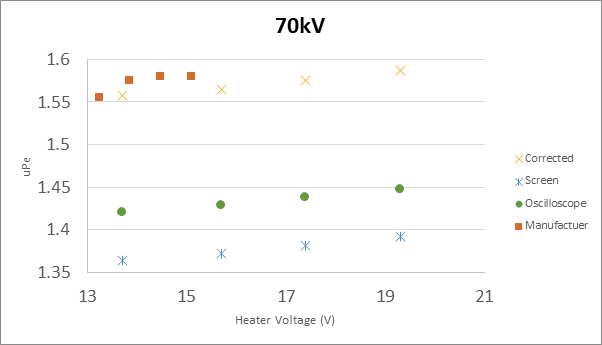 70kV
1.6
1.55
1.5
1.45
1.4
1.35
uPe
13 15 17 19 21
Heater Voltage (V)
Corrected
Screen
Oscilloscope
Manufactuer